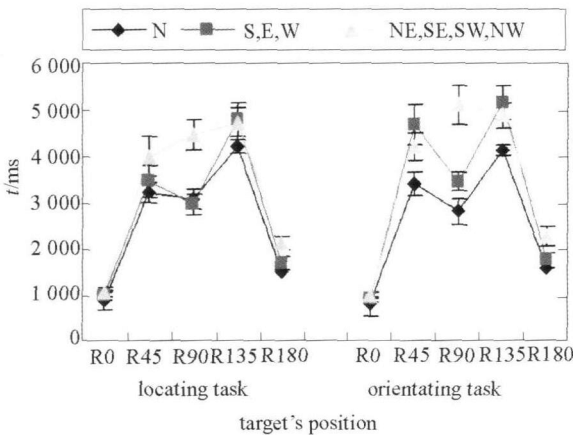 N S,E,W NE,SE,SW,NW
6 000
5 000
4 000
3 000
2 000
1 000
0
t/ms
R0 R45 R90 R135 R180 R0 R45 R90 R135 R180
locating task orientating task
target's position